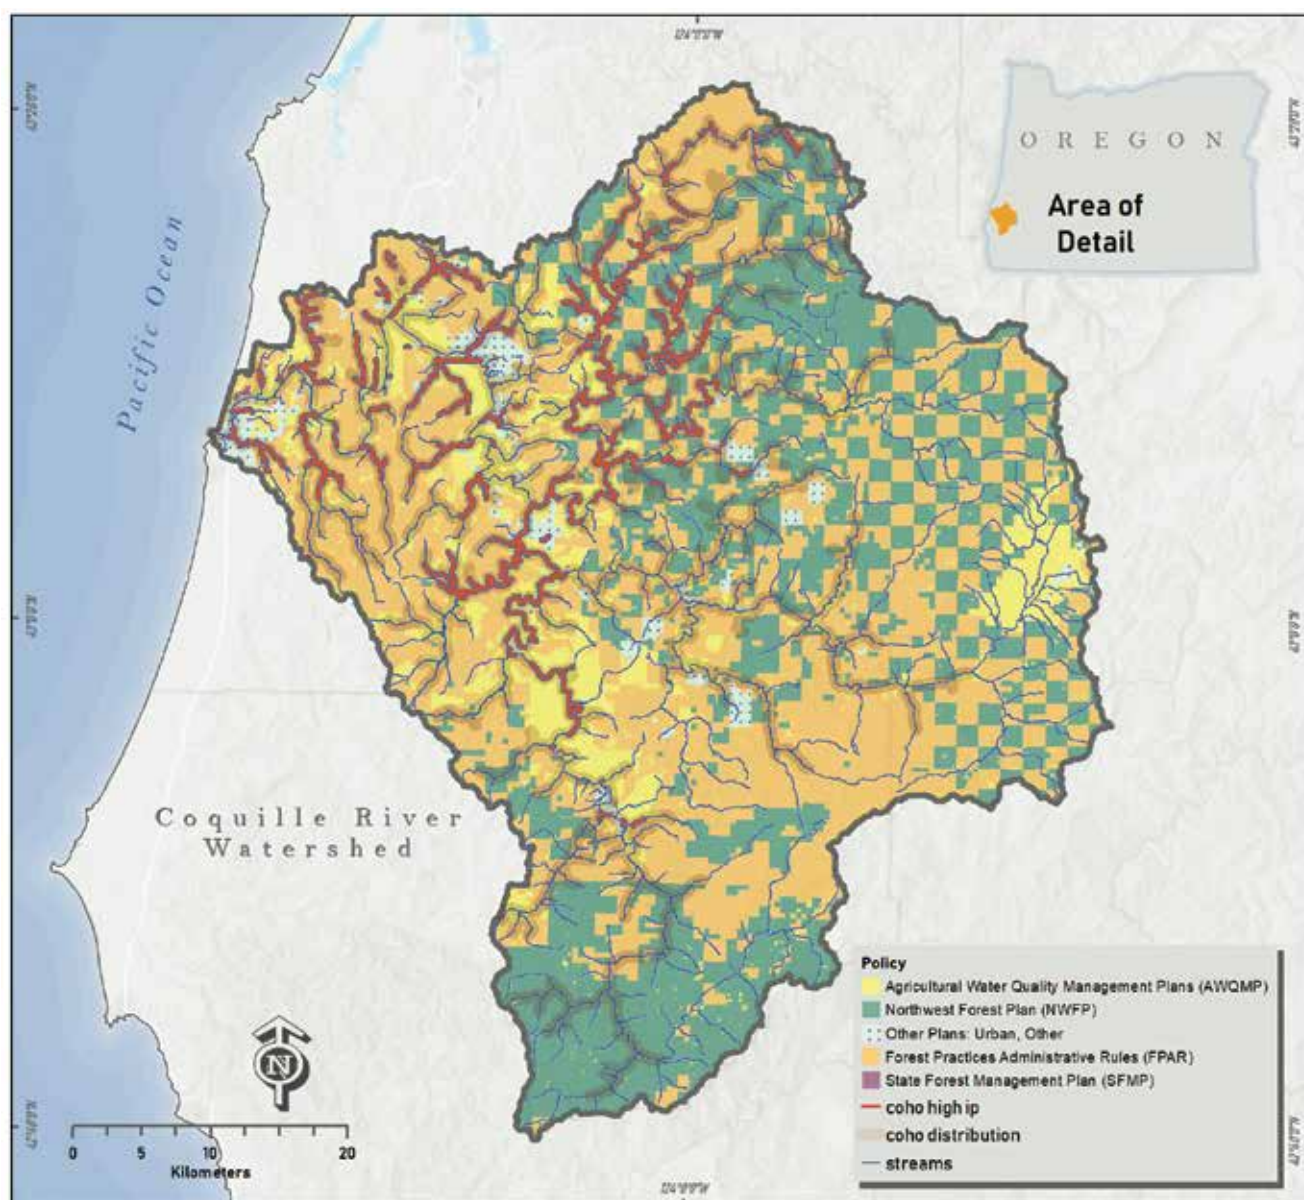 OREGON
Area of
Detail
Pacific Ocean
Coquille River
Watershed
N
0 5 10 20
Kilometers
Policy
Agricultural Water Quality Management Plans (AWQMP)
Northwest Forest Plan (NWFP)
Other Plans: Urban, Other
Forest Practices Administrative Rules (FPAR)
State Forest Management Plan (SFMP)
coho high ip
coho distribution
streams